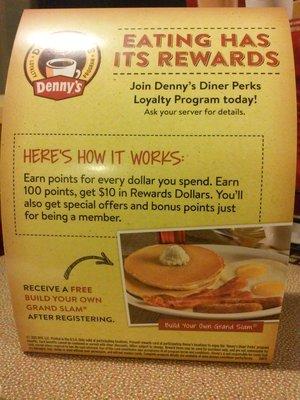 Denny's
EATING HAS
ITS REWARDS
Join Denny's Diner Perks
Loyalty Program today!
Ask your server for details.
HERE'S HOW IT WORKS:
Earn points for every dollar you spend. Earn
100 points, get $10 in Rewards Dollars. You'll
also get special offers and bonus points just
for being a member.
RECEIVE A FREE
BUILD YOUR OWN
GRAND SLAM®
AFTER REGISTERING.
Build Your Own Grand Slam®